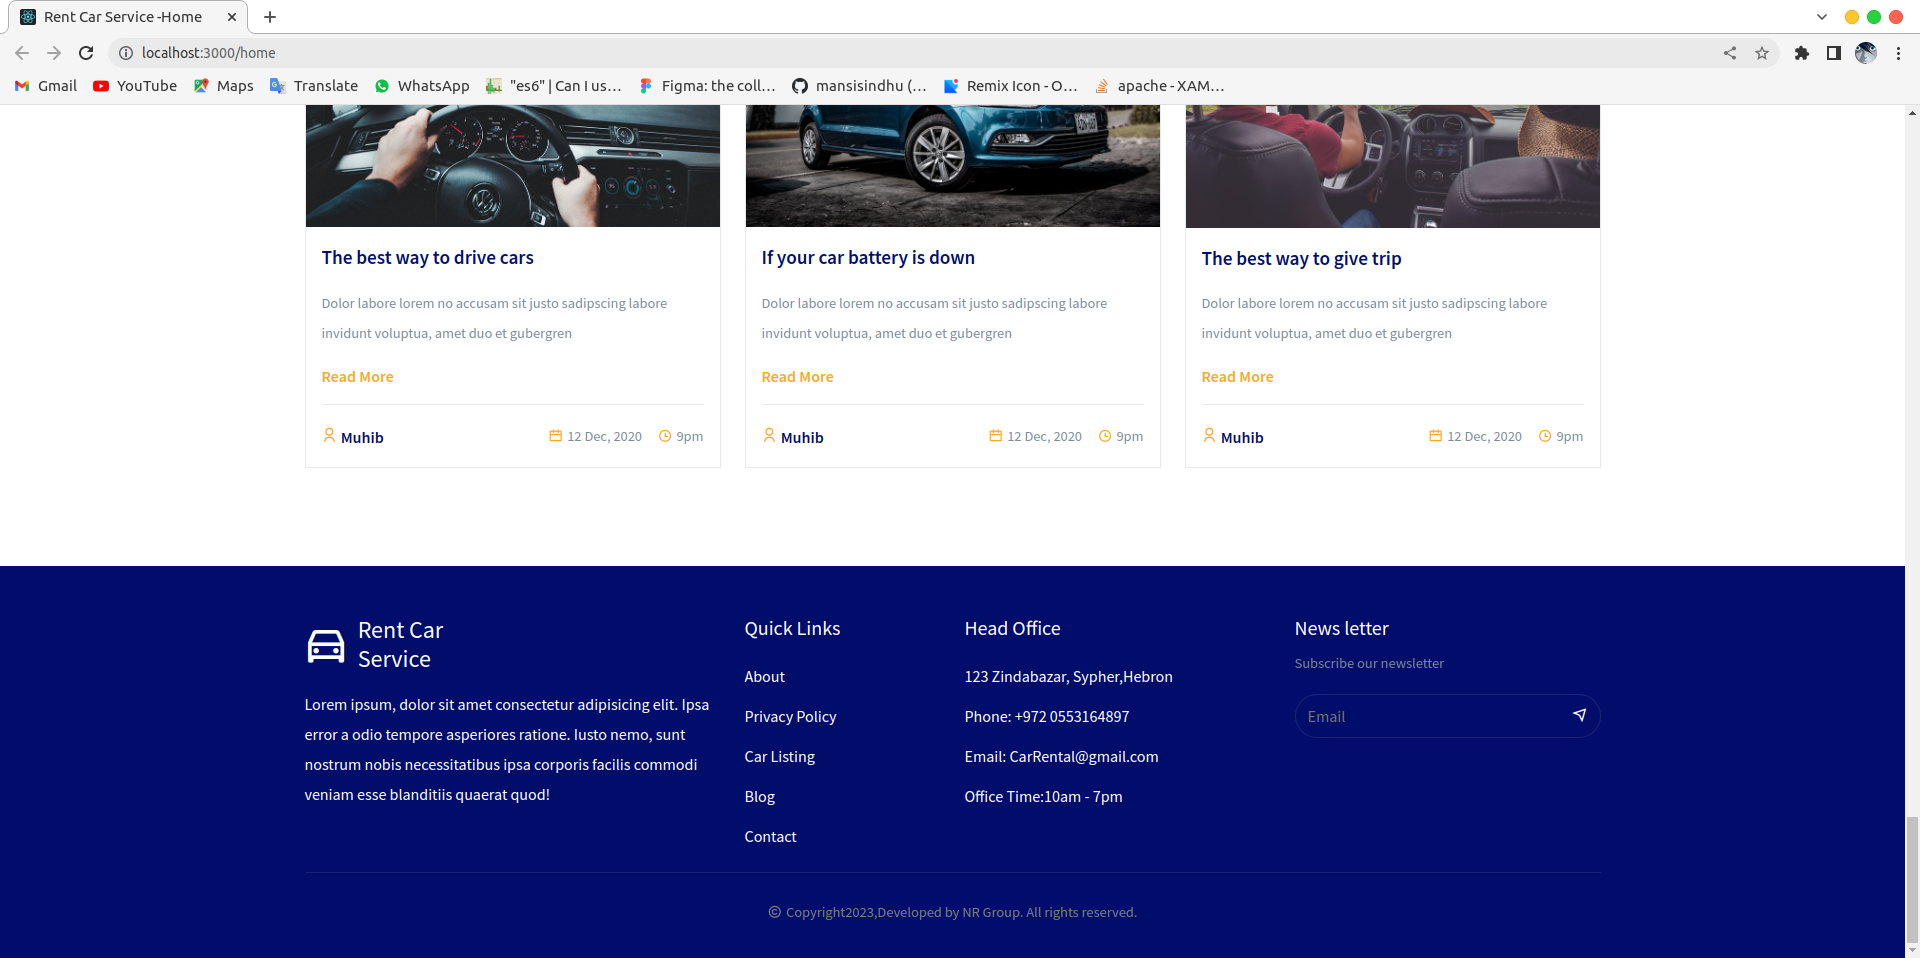 Rent Car Service -Home
localhost:3000/home
Gmail
YouTube
Maps
Translate
WhatsApp
"es6" | Can I us...
Figma: the coll...
mansisindhu (...
Remix Icon - O...
apache - XAM...
The best way to drive cars
Dolor labore lorem no accusam sit justo sadipscing labore
invidunt voluptua, amet duo et gubergren
Read More
Muhib
12 Dec, 2020
9pm
If your car battery is down
Dolor labore lorem no accusam sit justo sadipscing labore
invidunt voluptua, amet duo et gubergren
Read More
Muhib
12 Dec, 2020
9pm
The best way to give trip
Dolor labore lorem no accusam sit justo sadipscing labore
invidunt voluptua, amet duo et gubergren
Read More
Muhib
12 Dec, 2020
9pm
Rent Car
Service
Lorem ipsum, dolor sit amet consectetur adipisicing elit. Ipsa
error a odio tempore asperiores ratione. Iusto nemo, sunt
nostrum nobis necessitatibus ipsa corporis facilis commodi
veniam esse blanditiis quaerat quod!
Quick Links
About
Privacy Policy
Car Listing
Blog
Contact
Head Office
123 Zindabazar, Sypher,Hebron
Phone: +972 0553164897
Email: CarRental@gmail.com
Office Time:10am - 7pm
News letter
Subscribe our newsletter
Email
© Copyright2023,Developed by NR Group. All rights reserved.